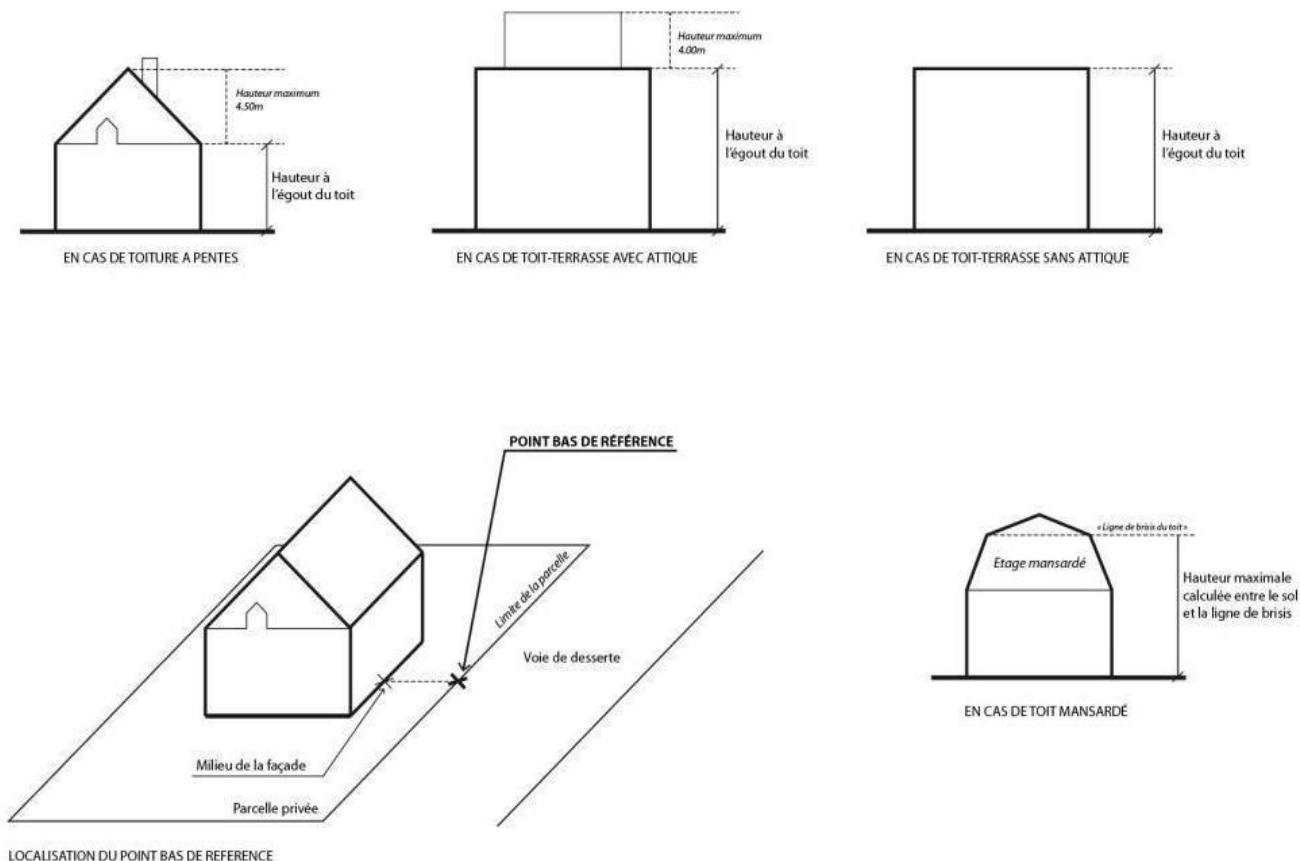 Hauteur maximum
4.50m
Hauteur à
l'égout du toit
EN CAS DE TOITURE A PENTES
Hauteur maximum
4.00m
Hauteur à
l'égout du toit
EN CAS DE TOIT-TERRASSE AVEC ATTIQUE
Hauteur à
l'égout du toit
EN CAS DE TOIT-TERRASSE SANS ATTIQUE
POINT BAS DE RÉFÉRENCE
Limite de la parcelle
Voie de desserte
Milieu de la façade
Parcelle privée
LOCALISATION DU POINT BAS DE REFERENCE
« Ligne de brisis du toit »
Etage mansardé
Hauteur maximale
calculée entre le sol
et la ligne de brisis
EN CAS DE TOIT MANSARDÉ